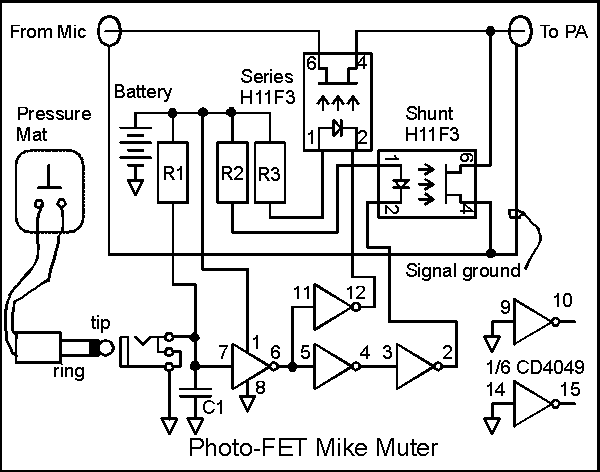 From Mic
To PA
6
4
Series
H11F3
Battery
Shunt
H11F3
Pressure
Mat
1
2
1
6
R1
R2
R3
2
4
Signal ground
11
12
9
10
tip
1
7
6
5
4
3
2
1/6 CD4049
ring
8
14
15
C1
Photo-FET Mike Muter